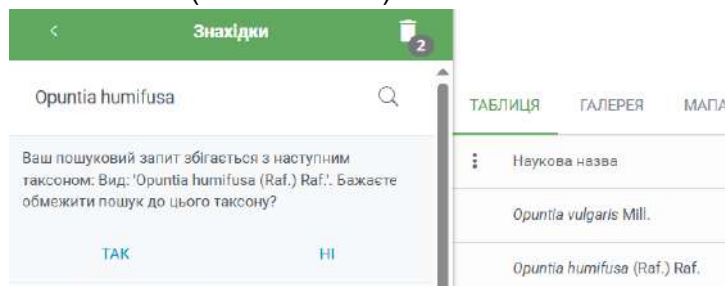 Знахідки
2
Opuntia humifusa
Ваш пошуковий запит збігається з наступним
таксоном: Вид: 'Opuntia humifusa (Raf.) Raf.'. Бажаєте
обмежити пошук до цього таксону?
ТАК НІ
ТАБЛИЦЯ ГАЛЕРЕЯ МАПА
Наукова назва
Opuntia vulgaris Mill.
Opuntia humifusa (Raf.) Raf.